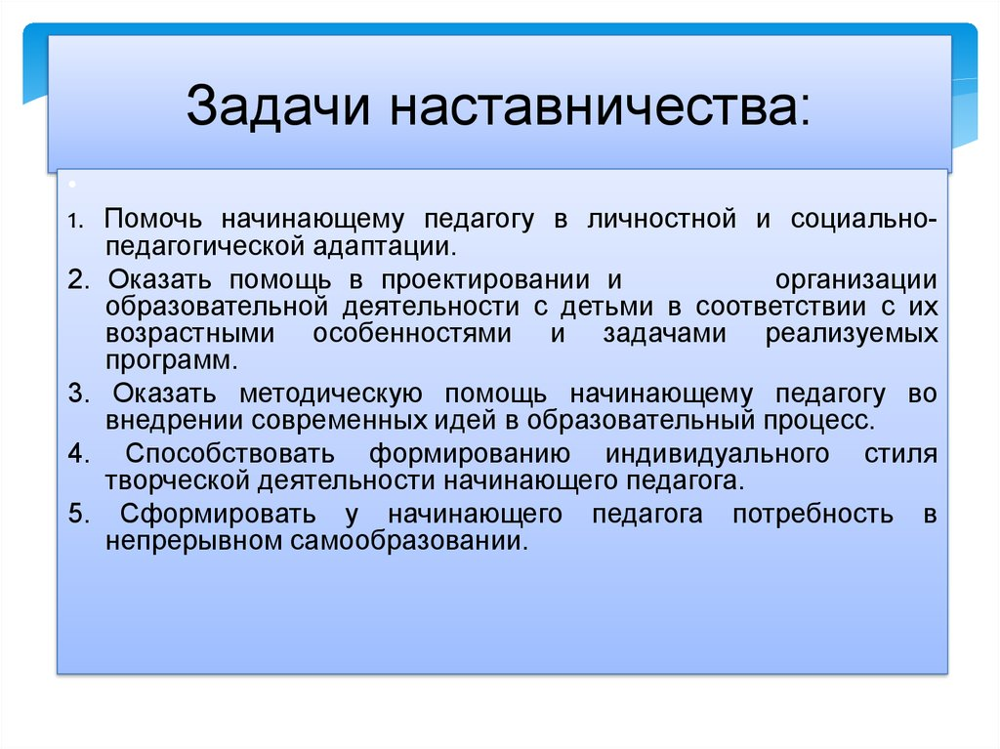 Задачи наставничества:
•
1. Помочь начинающему педагогу в личностной и социально-
педагогической адаптации.
2. Оказать помощь в проектировании и организации
образовательной деятельности с детьми в соответствии с их
возрастными особенностями и задачами реализуемых
программ.
3. Оказать методическую помощь начинающему педагогу во
внедрении современных идей в образовательный процесс.
4. Способствовать формированию индивидуального стиля
творческой деятельности начинающего педагога.
5. Сформировать у начинающего педагога потребность в
непрерывном самообразовании.